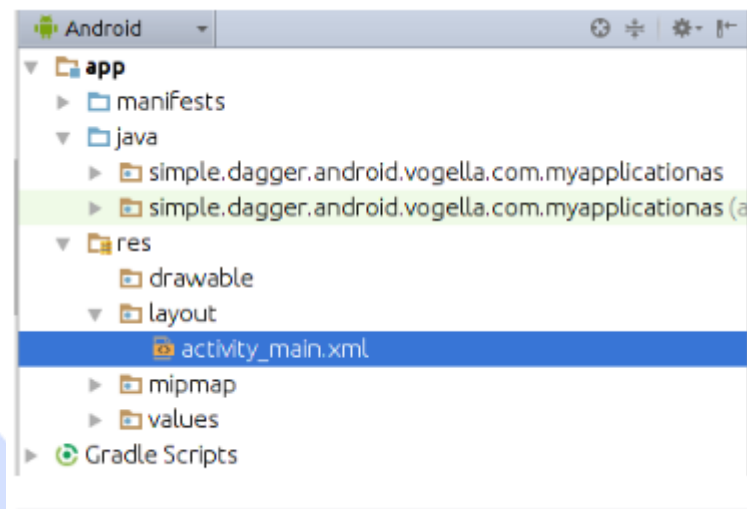 Android
app
manifests
java
simple.dagger.android.vogella.com.myapplicationas
simple.dagger.android.vogella.com.myapplicationas (a
res
drawable
layout
activity_main.xml
mipmap
values
Gradle Scripts